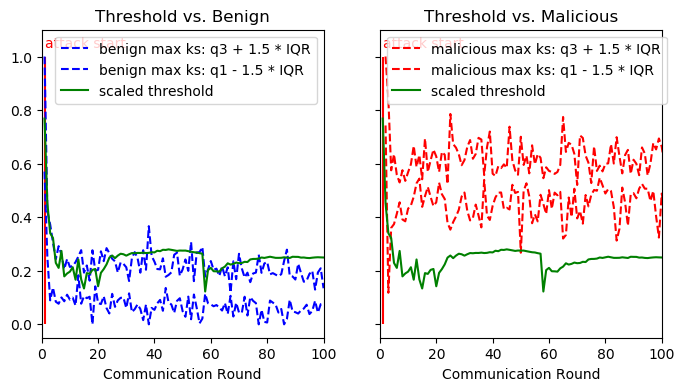 Threshold vs. Benign
attack start
benign max ks: q3 + 1.5 * IQR
benign max ks: q1 - 1.5 * IQR
scaled threshold
1.0
0.8
0.6
0.4
0.2
0.0
0 20 40 60 80 100
Communication Round
Threshold vs. Malicious
attack start
malicious max ks: q3 + 1.5 * IQR
malicious max ks: q1 - 1.5 * IQR
scaled threshold
0 20 40 60 80 100
Communication Round